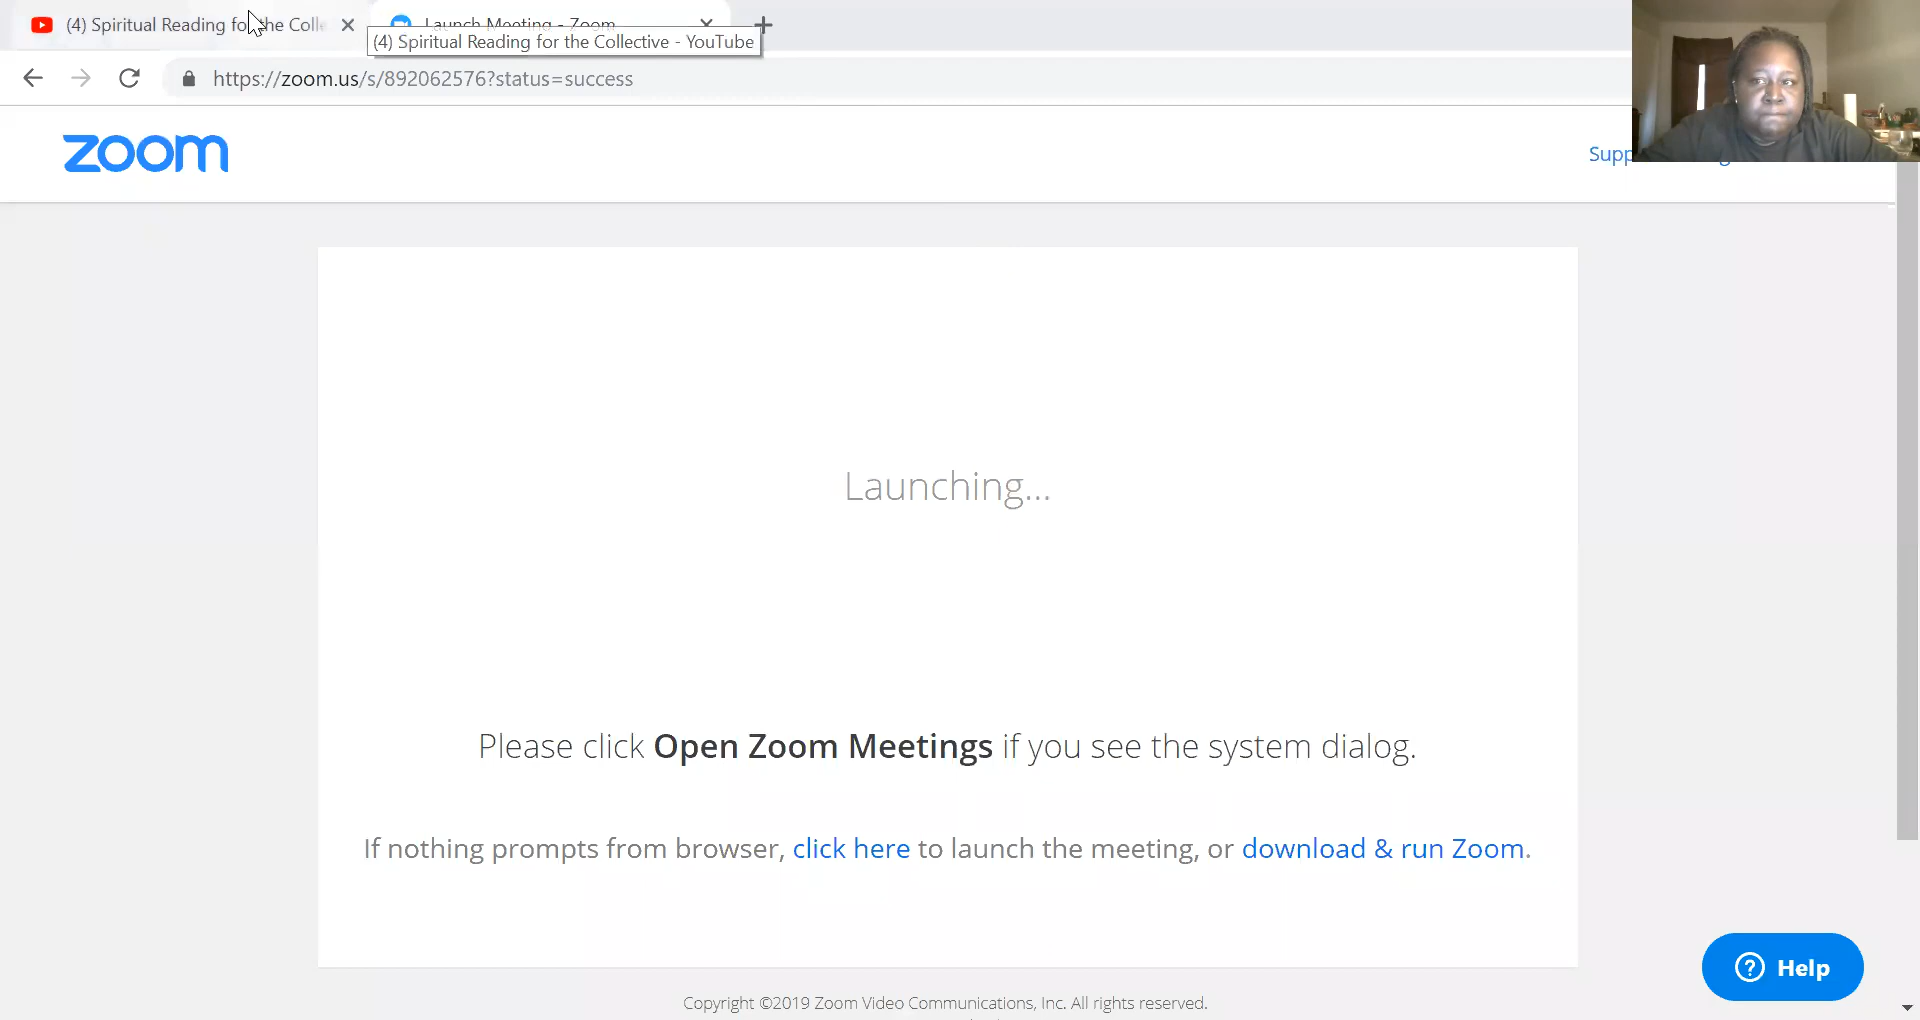 (4) Spiritual Reading for the Colle
Launch Meeting - Zoom
(4) Spiritual Reading for the Collective - YouTube
https://zoom.us/s/892062576?status=success
zoom
Launching...
Please click Open Zoom Meetings if you see the system dialog.
If nothing prompts from browser, click here to launch the meeting, or download & run Zoom.
Help
Copyright ©2019 Zoom Video Communications, Inc. All rights reserved.